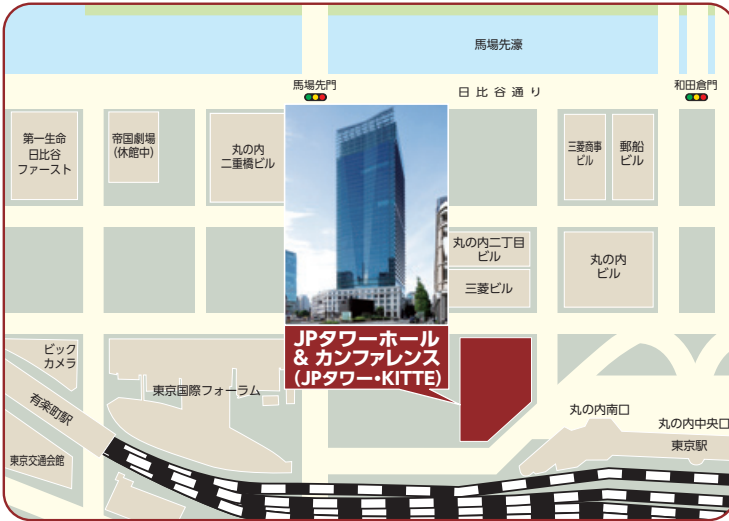 馬場先濠
馬場先門
日比谷通り
和田倉門
第一生命
日比谷
ファースト
帝国劇場
(休館中)
丸の内
二重橋ビル
三菱商事
ビル
郵船
ビル
丸の内二丁目
ビル
三菱ビル
丸の内
ビル
JPタワーホール
& カンファレンス
(JPタワー・KITTE)
ビック
カメラ
有楽町駅
東京国際フォーラム
東京交通会館
丸の内南口
丸の内中央口
東京駅